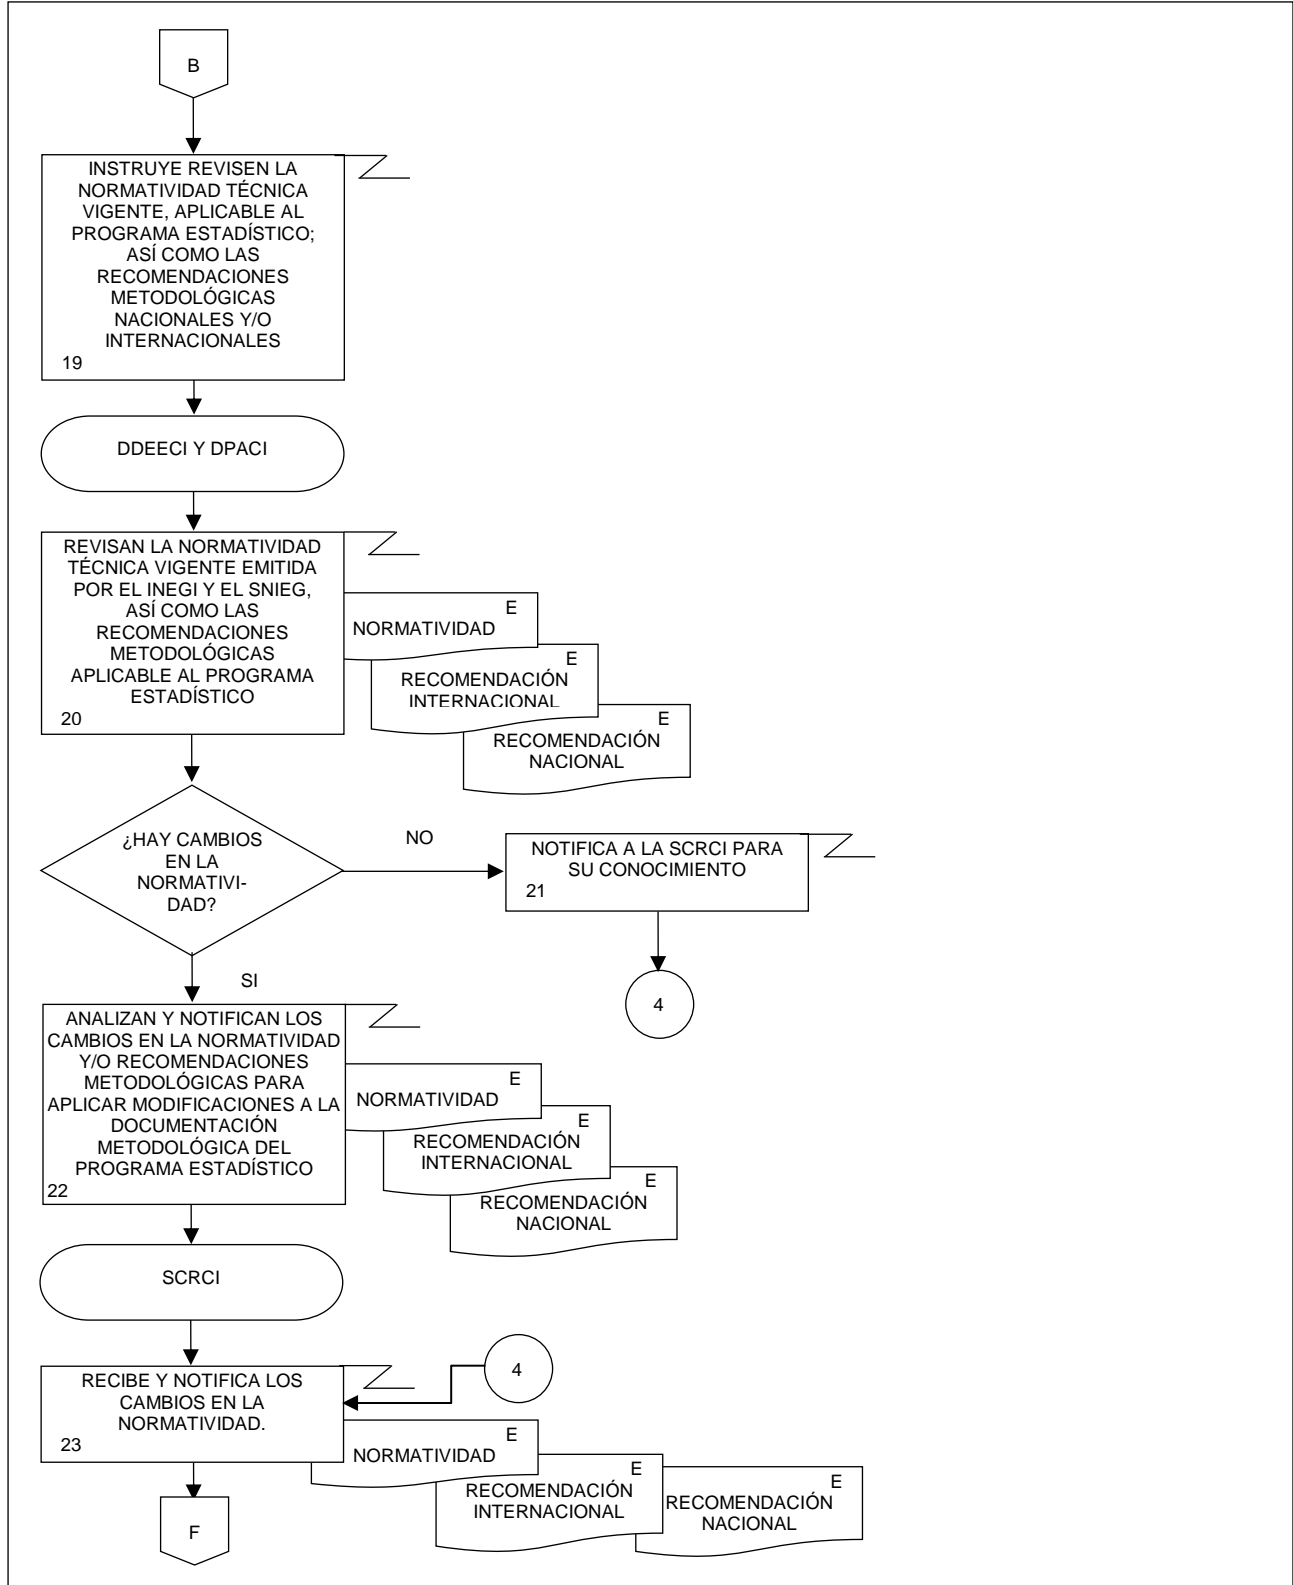 B
INSTRUYE REVISEN LA
NORMATIVIDAD TÉCNICA
VIGENTE, APLICABLE AL
PROGRAMA ESTADÍSTICO;
ASÍ COMO LAS
RECOMENDACIONES
METODOLÓGICAS
NACIONALES Y/O
INTERNACIONALES
19
DDEECI Y DPACI
REVISAN LA NORMATIVIDAD
TÉCNICA VIGENTE EMITIDA
POR EL INEGI Y EL SNIEG,
ASÍ COMO LAS
RECOMENDACIONES
METODOLÓGICAS
APLICABLE AL PROGRAMA
ESTADÍSTICO
20
E
NORMATIVIDAD
E
RECOMENDACIÓN
INTERNACIONAL
E
RECOMENDACIÓN
NACIONAL
¿HAY CAMBIOS
EN LA
NORMATIVI-
DAD?
NO
NOTIFICA A LA SCRCI PARA
SU CONOCIMIENTO
21
4
SI
ANALIZAN Y NOTIFICAN LOS
CAMBIOS EN LA NORMATIVIDAD
Y/O RECOMENDACIONES
METODOLÓGICAS PARA
APLICAR MODIFICACIONES A LA
DOCUMENTACIÓN
METODOLÓGICA DEL
PROGRAMA ESTADÍSTICO
22
E
NORMATIVIDAD
E
RECOMENDACIÓN
INTERNACIONAL
E
RECOMENDACIÓN
NACIONAL
SCRCI
4
RECIBE Y NOTIFICA LOS
CAMBIOS EN LA
NORMATIVIDAD.
23
E
NORMATIVIDAD
E
RECOMENDACIÓN
INTERNACIONAL
E
RECOMENDACIÓN
NACIONAL
F